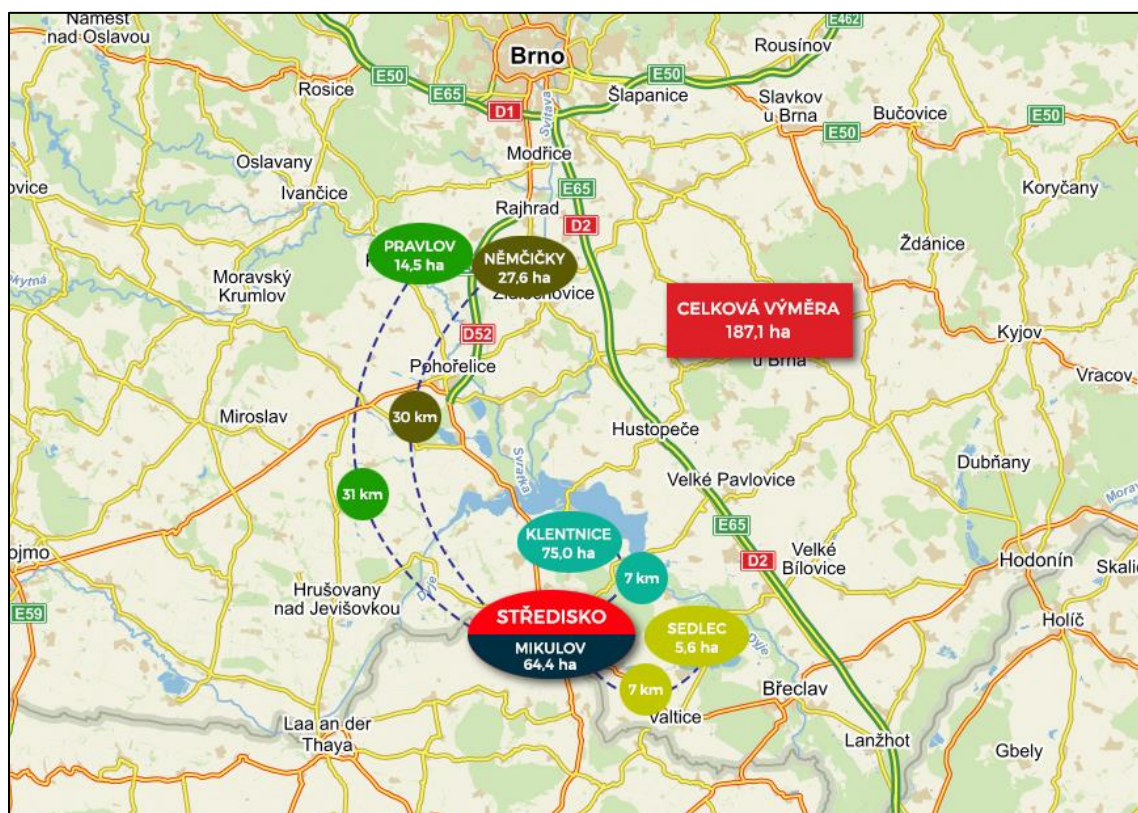 Náměšť
nad Oslavou
E462
Brno
Rousínov
E50
E50
Rosice
E65
Šlapanice
Slavkov
u Brna
Bučovice
E50
D1
Svitava
Modřice
Oslavany
Ivančice
Koryčany
E65
Rajhrad
D2
PRAVLOV
14,5 ha
NĚMČIČKY
27,6 ha
Ždánice
Moravský
Krumlov
CELKOVÁ VÝMĚRA
187,1 ha
D52
u Brna
Kyjov
Pohořelice
Vracov
Miroslav
30 km
Hustopeče
Svratka
Dubňany
31 km
Velké Pavlovice
KLENTNICE
75,0 ha
E65
D2
Velké
Bílovice
Hodonín
7 km
Hrušovany
nad Jevišovkou
Dyje
E59
STŘEDISKO
MIKULOV
64,4 ha
SEDLEC
5,6 ha
Holíč
7 km
Břeclav
Valtice
Laa an der
Thaya
Lanžhot
Gbely